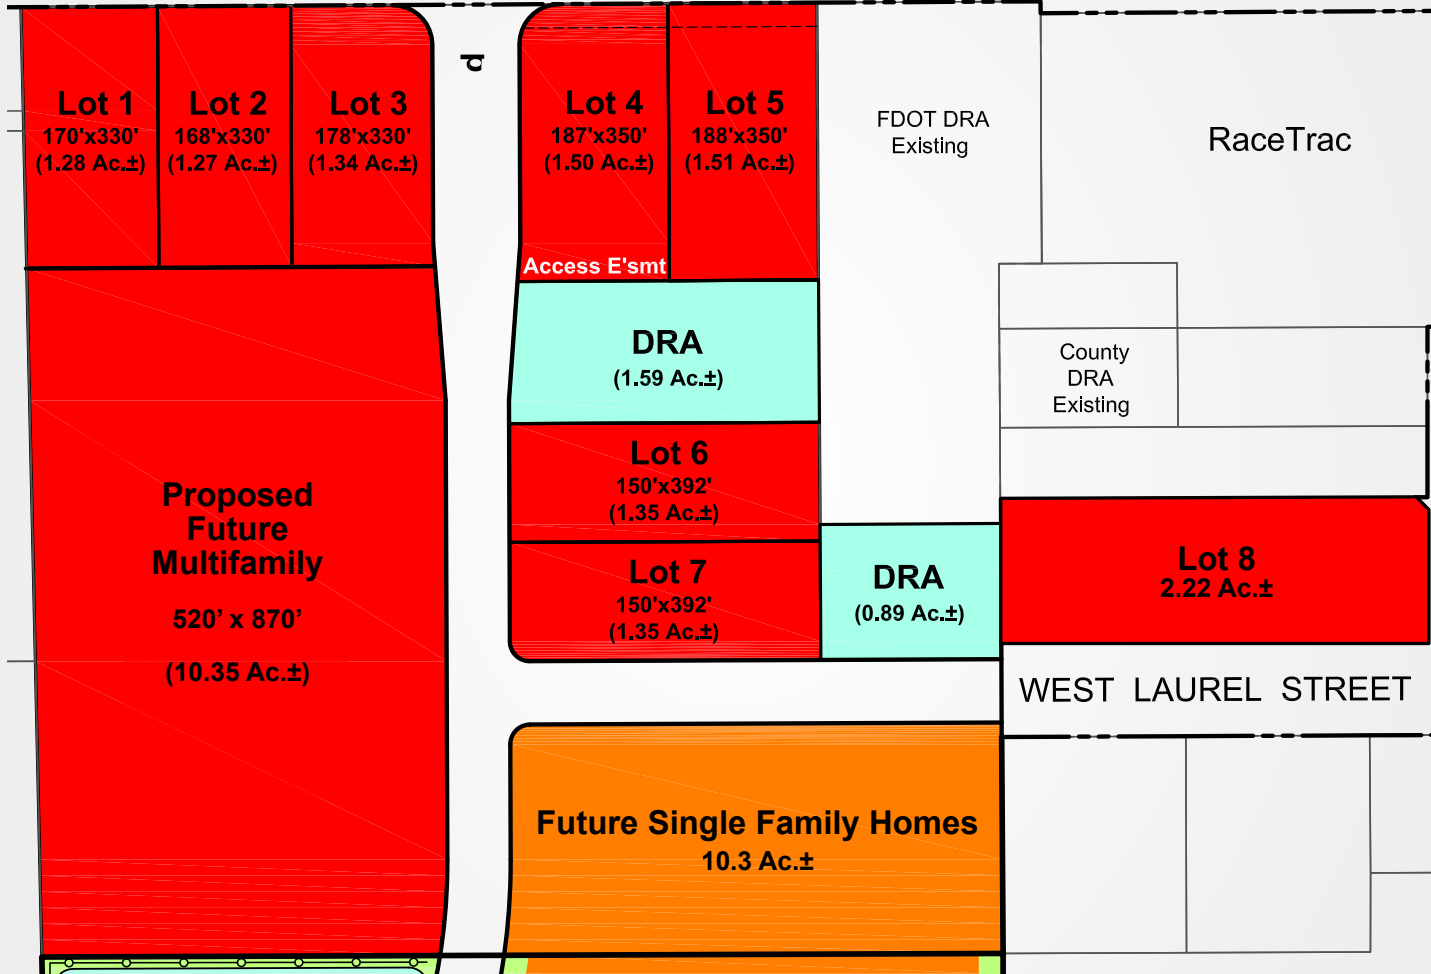 d
Lot 1
170'x330'
(1.28 Ac.±)
Lot 2
168'x330'
(1.27 Ac.±)
Lot 3
178'x330'
(1.34 Ac.±)
Lot 4
187'x350'
(1.50 Ac.±)
Access E'smt
Lot 5
188'x350'
(1.51 Ac.±)
FDOT DRA
Existing
RaceTrac
DRA
(1.59 Ac.±)
County
DRA
Existing
Lot 6
150'x392'
(1.35 Ac.±)
Proposed
Future
Multifamily
520’ x 870’
(10.35 Ac.±)
Lot 7
150'x392'
(1.35 Ac.±)
DRA
(0.89 Ac.±)
Lot 8
2.22 Ac.±
WEST LAUREL STREET
Future Single Family Homes
10.3 Ac.±